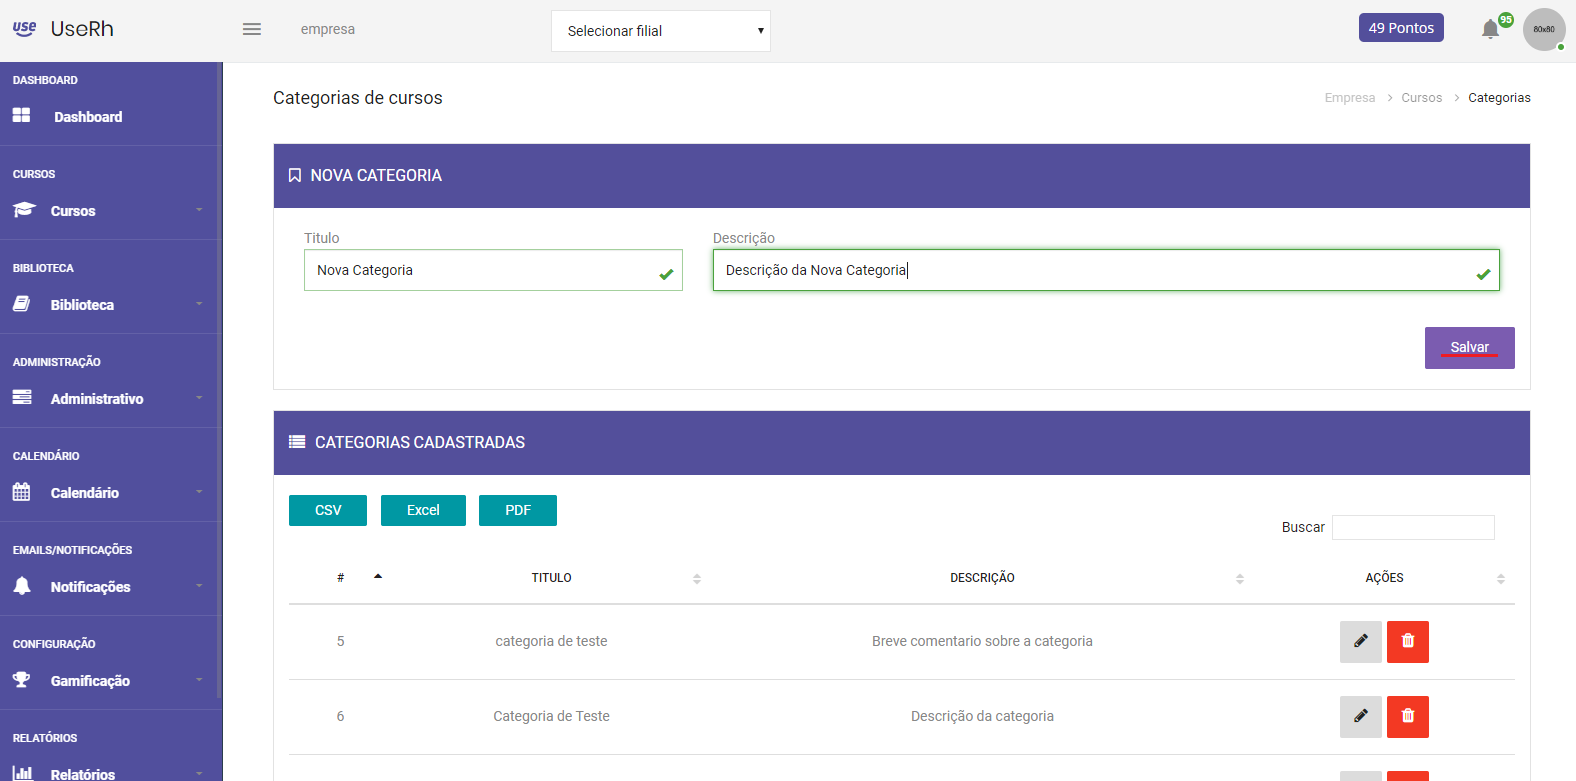 use UseRh
empresa
Selecionar filial
49 Pontos
95
80x80
DASHBOARD
Dashboard
CURSOS
Cursos
BIBLIOTECA
Biblioteca
ADMINISTRAÇÃO
Administrativo
CALENDÁRIO
Calendário
EMAILS/NOTIFICAÇÕES
Notificações
CONFIGURAÇÃO
Gamificação
RELATÓRIOS
Relatórios
Categorias de cursos
Empresa > Cursos > Categorias
NOVA CATEGORIA
Titulo
Nova Categoria
Descrição
Descrição da Nova Categoria
Salvar
CATEGORIAS CADASTRADAS
CSV Excel PDF
Buscar
# TITULO DESCRIÇÃO AÇÕES
5 categoria de teste Breve comentario sobre a categoria
6 Categoria de Teste Descrição da categoria